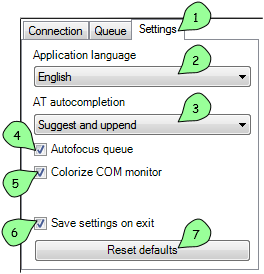 Connection Queue Settings 1
Application language
English 2
AT autocompletion
Suggest and uppend 3
4 Autofocus queue
5 Colorize COM monitor
6 Save settings on exit
Reset defaults 7